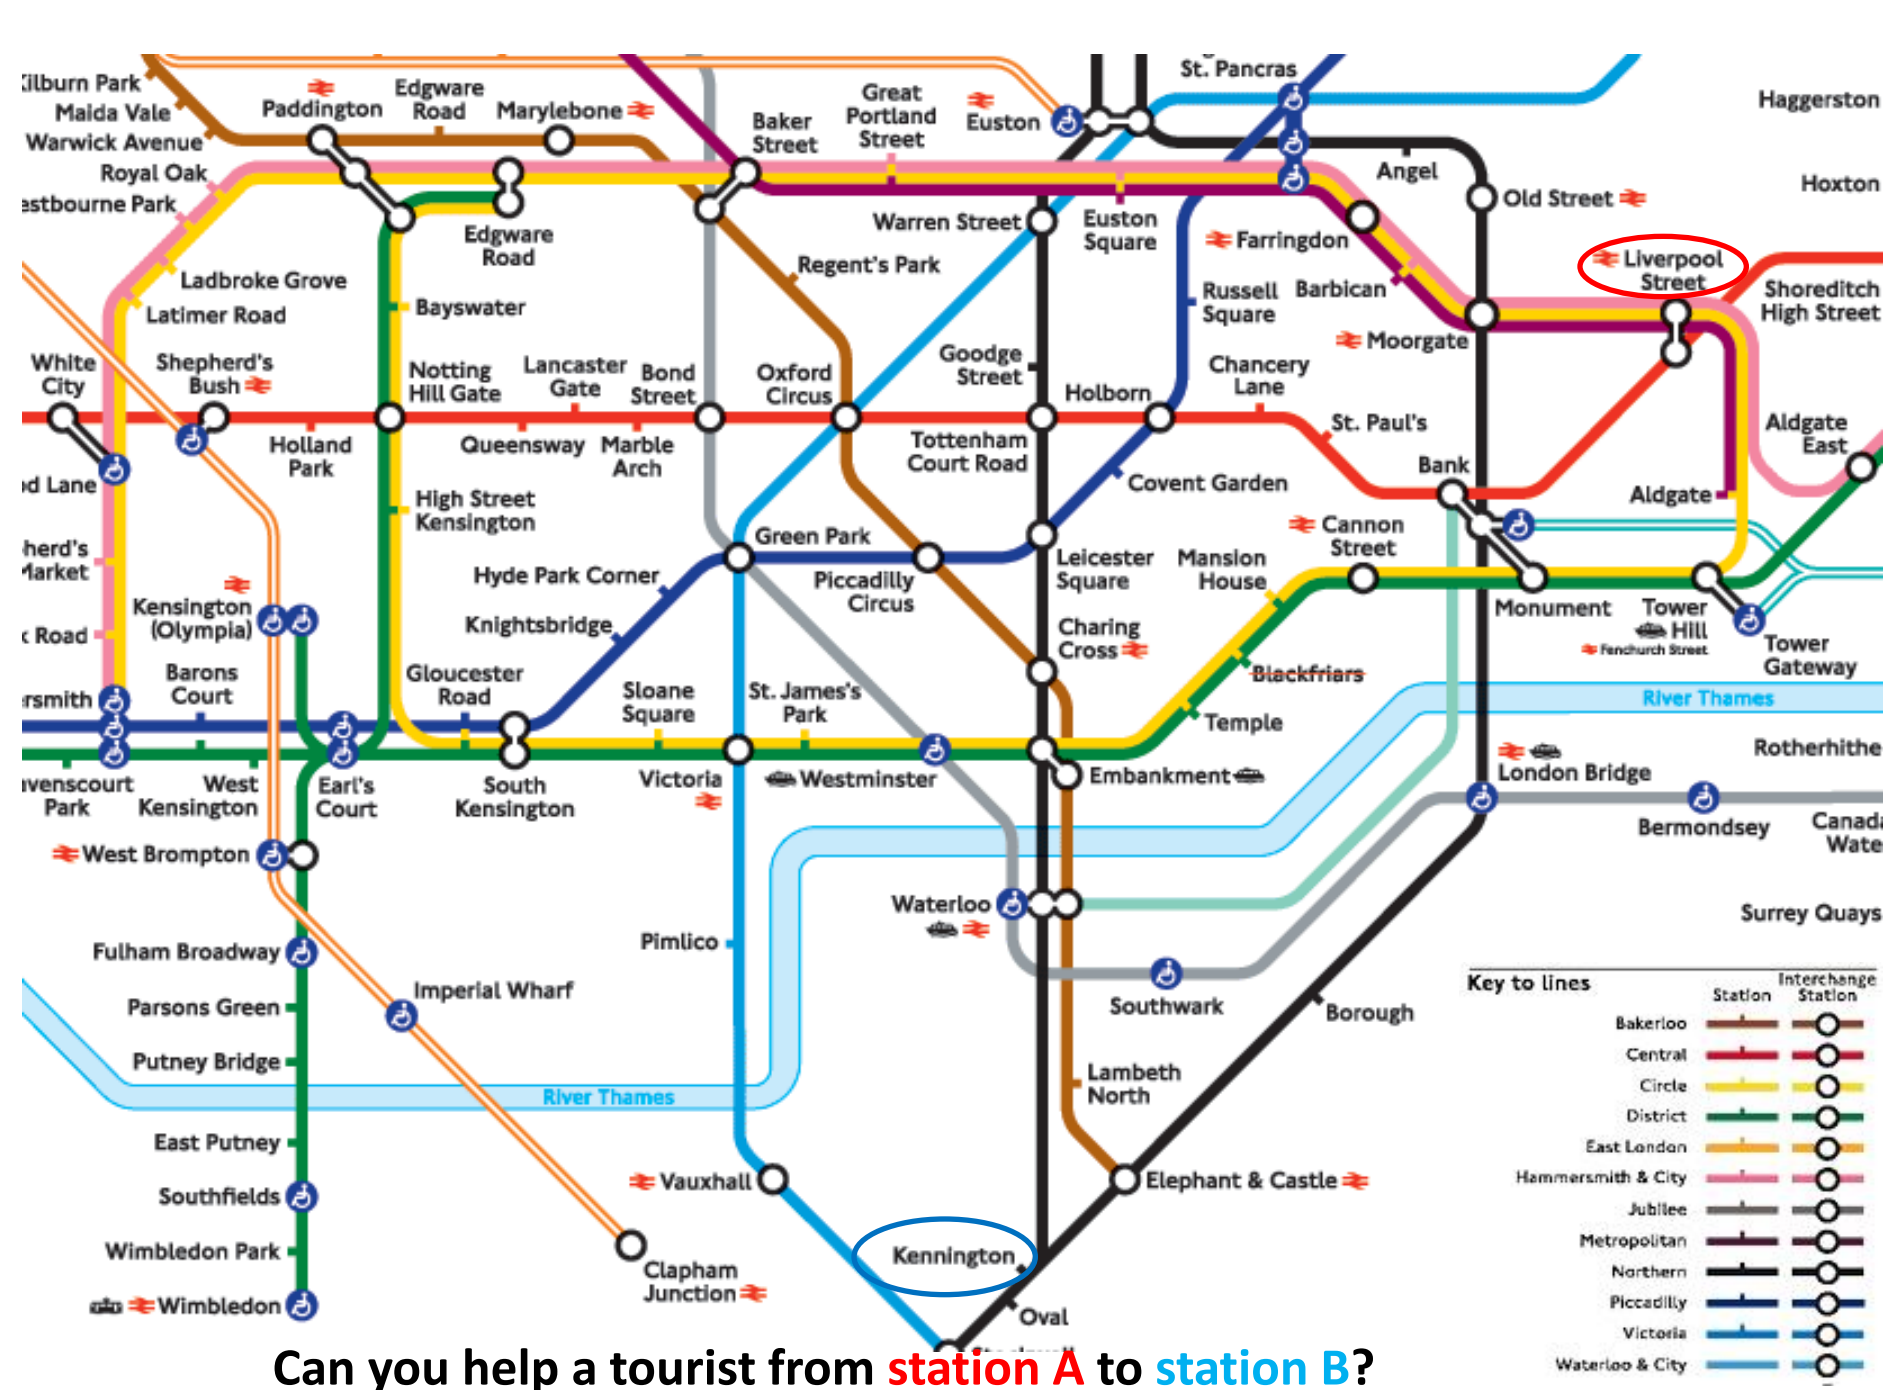 St. Pancras
Kilburn Park
Maida Vale
Warwick Avenue
Royal Oak
estbourne Park
Paddington
Edgware
Road
Marylebone
Great
Portland
Street
Baker
Street
Euston
Haggerston
Angel
Hoxton
Old Street
Edgware
Road
Warren Street
Euston
Square
Farringdon
Ladbroke Grove
Latimer Road
Regent's Park
Bayswater
Russell
Square
Barbican
Moorgate
Liverpool
Street
Shoreditch
High Street
White
City
Shepherd's
Bush
Notting
Hill Gate
Lancaster
Gate
Bond
Street
Oxford
Circus
Goodge
Street
Holborn
Chancery
Lane
Holland
Park
Queensway
Marble
Arch
Tottenham
Court Road
St. Paul's
Bank
Aldgate
East
Aldgate
d Lane
High Street
Kensington
Covent Garden
Cannon
Street
herd's
Market
Green Park
Hyde Park Corner
Piccadilly
Circus
Leicester
Square
Mansion
House
Monument
Tower
Hill
Fenchurch Street
Tower
Gateway
Kensington
(Olympia)
Knightsbridge
Charing
Cross
Blackfriars
k Road
Barons
Court
Gloucester
Road
Sloane
Square
St. James's
Park
Temple
River Thames
ersmith
avenscourt
Park
West
Kensington
Earl's
Court
South
Kensington
Victoria
Westminster
Embankment
Rotherhithe
London Bridge
Bermondsey
Canada
Water
West Brompton
Waterloo
Surrey Quays
Fulham Broadway
Pimlico
Imperial Wharf
Southwark
Borough
Parsons Green
Putney Bridge
River Thames
Lambeth
North
East Putney
Southfields
Vauxhall
Elephant & Castle
Wimbledon Park
Kennington
Clapham
Junction
Wimbledon
Oval
Key to lines
Station
Interchange
Station
Bakerloo
Central
Circle
District
East London
Hammersmith & City
Jubilee
Metropolitan
Northern
Piccadilly
Victoria
Waterloo & City
Can you help a tourist from station A to station B?